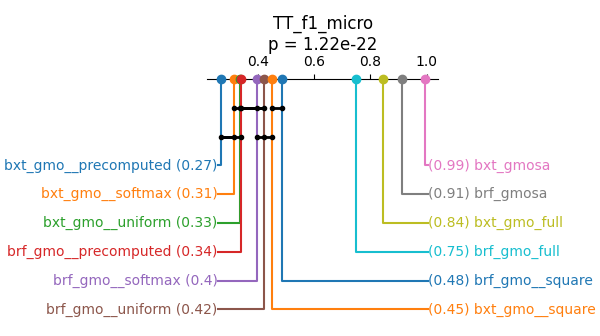 TT_f1_micro
p = 1.22e-22
0.4 0.6 0.8 1.0
bxt_gmo__precomputed (0.27) (0.99) bxt_gmosa
bxt_gmo__softmax (0.31) (0.91) brf_gmosa
bxt_gmo__uniform (0.33) (0.84) bxt_gmo_full
brf_gmo__precomputed (0.34) (0.75) brf_gmo_full
brf_gmo__softmax (0.4) (0.48) brf_gmo__square
brf_gmo__uniform (0.42) (0.45) bxt_gmo__square